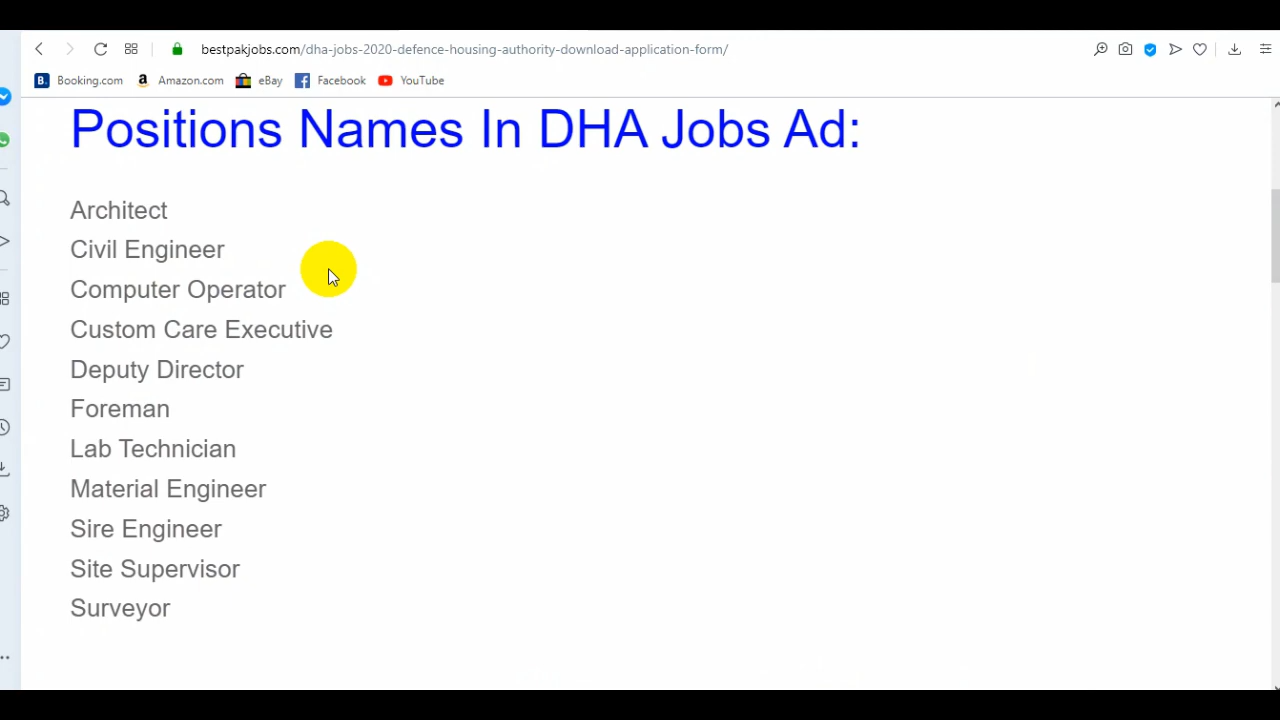 bestpakjobs.com/dha-jobs-2020-defence-housing-authority-download-application-form/
B. Booking.com a Amazon.com eBay Facebook YouTube
Positions Names In DHA Jobs Ad:
Architect
Civil Engineer
Computer Operator
Custom Care Executive
Deputy Director
Foreman
Lab Technician
Material Engineer
Sire Engineer
Site Supervisor
Surveyor